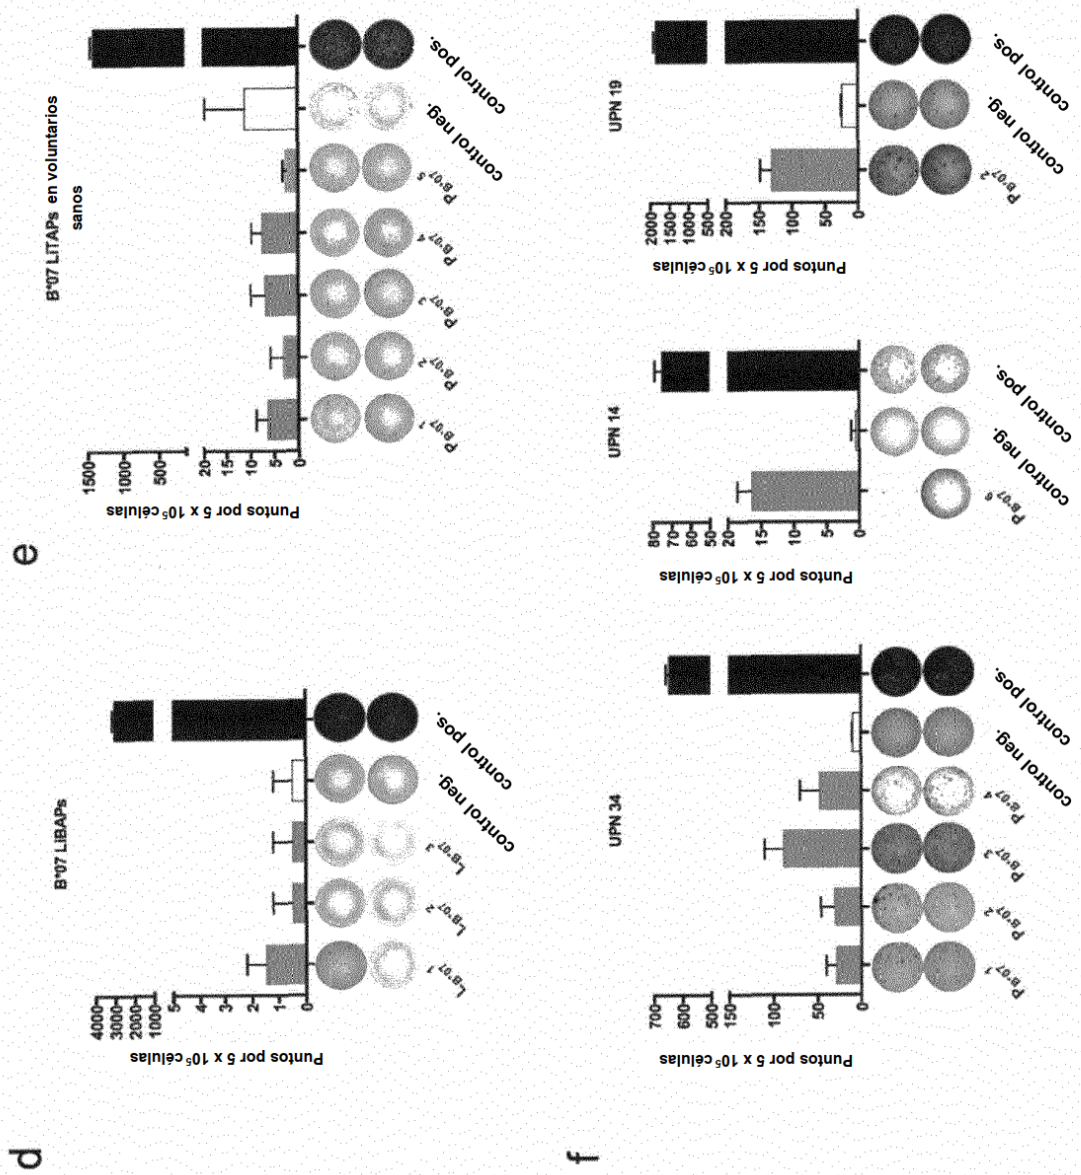 d
B*07 LiBAPs
Puntos por 5 x 10⁵ células
4000
3000
2000
1000
5
4
3
2
1
0
L B*07 1
L B*07 2
L B*07 3
control neg.
control pos.
e
B*07 LITAPs en voluntarios
sanos
Puntos por 5 x 10⁵ células
1500
1000
500
20
15
10
5
0
P B*07 1
P B*07 2
P B*07 3
P B*07 4
P B*07 5
control neg.
control pos.
f
UPN 34
Puntos por 5 x 10⁵ células
700
600
500
150
100
50
0
P B*07 1
P B*07 2
P B*07 3
P B*07 4
control neg.
control pos.
UPN 14
Puntos por 5 x 10⁵ células
80
70
60
50
20
15
10
5
0
P B*07 6
control neg.
control pos.
UPN 19
Puntos por 5 x 10⁵ células
2000
1500
1000
500
200
150
100
50
0
P B*07 2
control neg.
control pos.